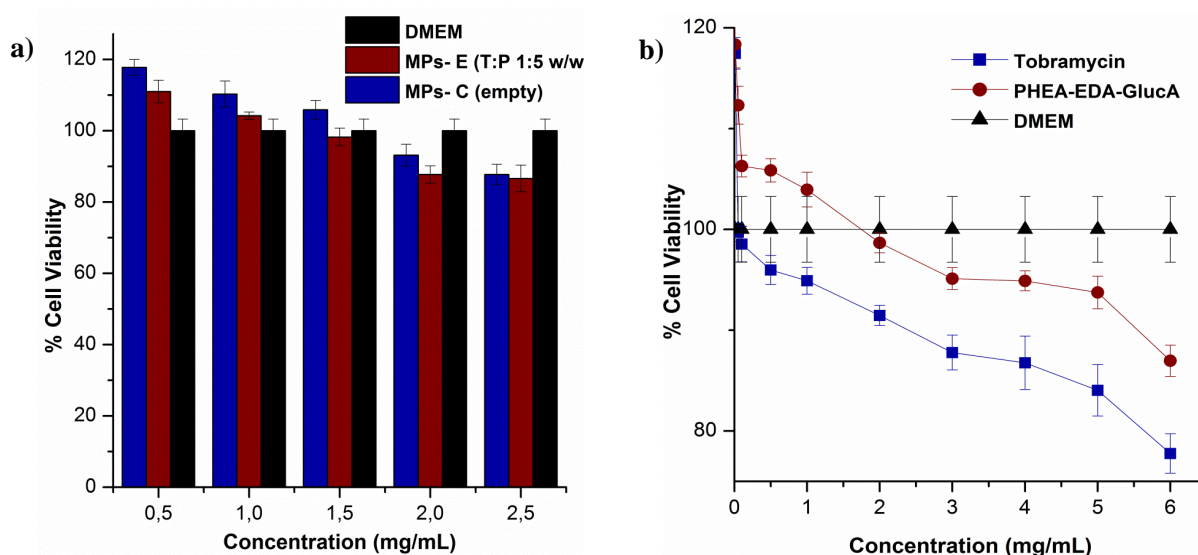 a)
% Cell Viability
120
100
80
60
40
20
0
DMEM
MPs- E (T:P 1:5 w/w
MPs- C (empty)
0,5 1,0 1,5 2,0 2,5
Concentration (mg/mL)
b)
% Cell Viability
120
100
80
Tobramycin
PHEA-EDA-GlucA
DMEM
0 1 2 3 4 5 6
Concentration (mg/mL)